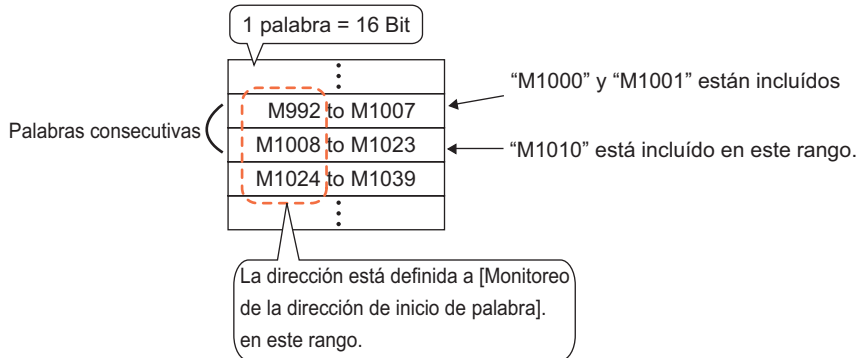 1 palabra = 16 Bit
M992 to M1007
M1008 to M1023
M1024 to M1039
Palabras consecutivas
“M1000” y “M1001” están incluídos
“M1010” está incluído en este rango.
La dirección está definida a [Monitoreo
de la dirección de inicio de palabra].
en este rango.